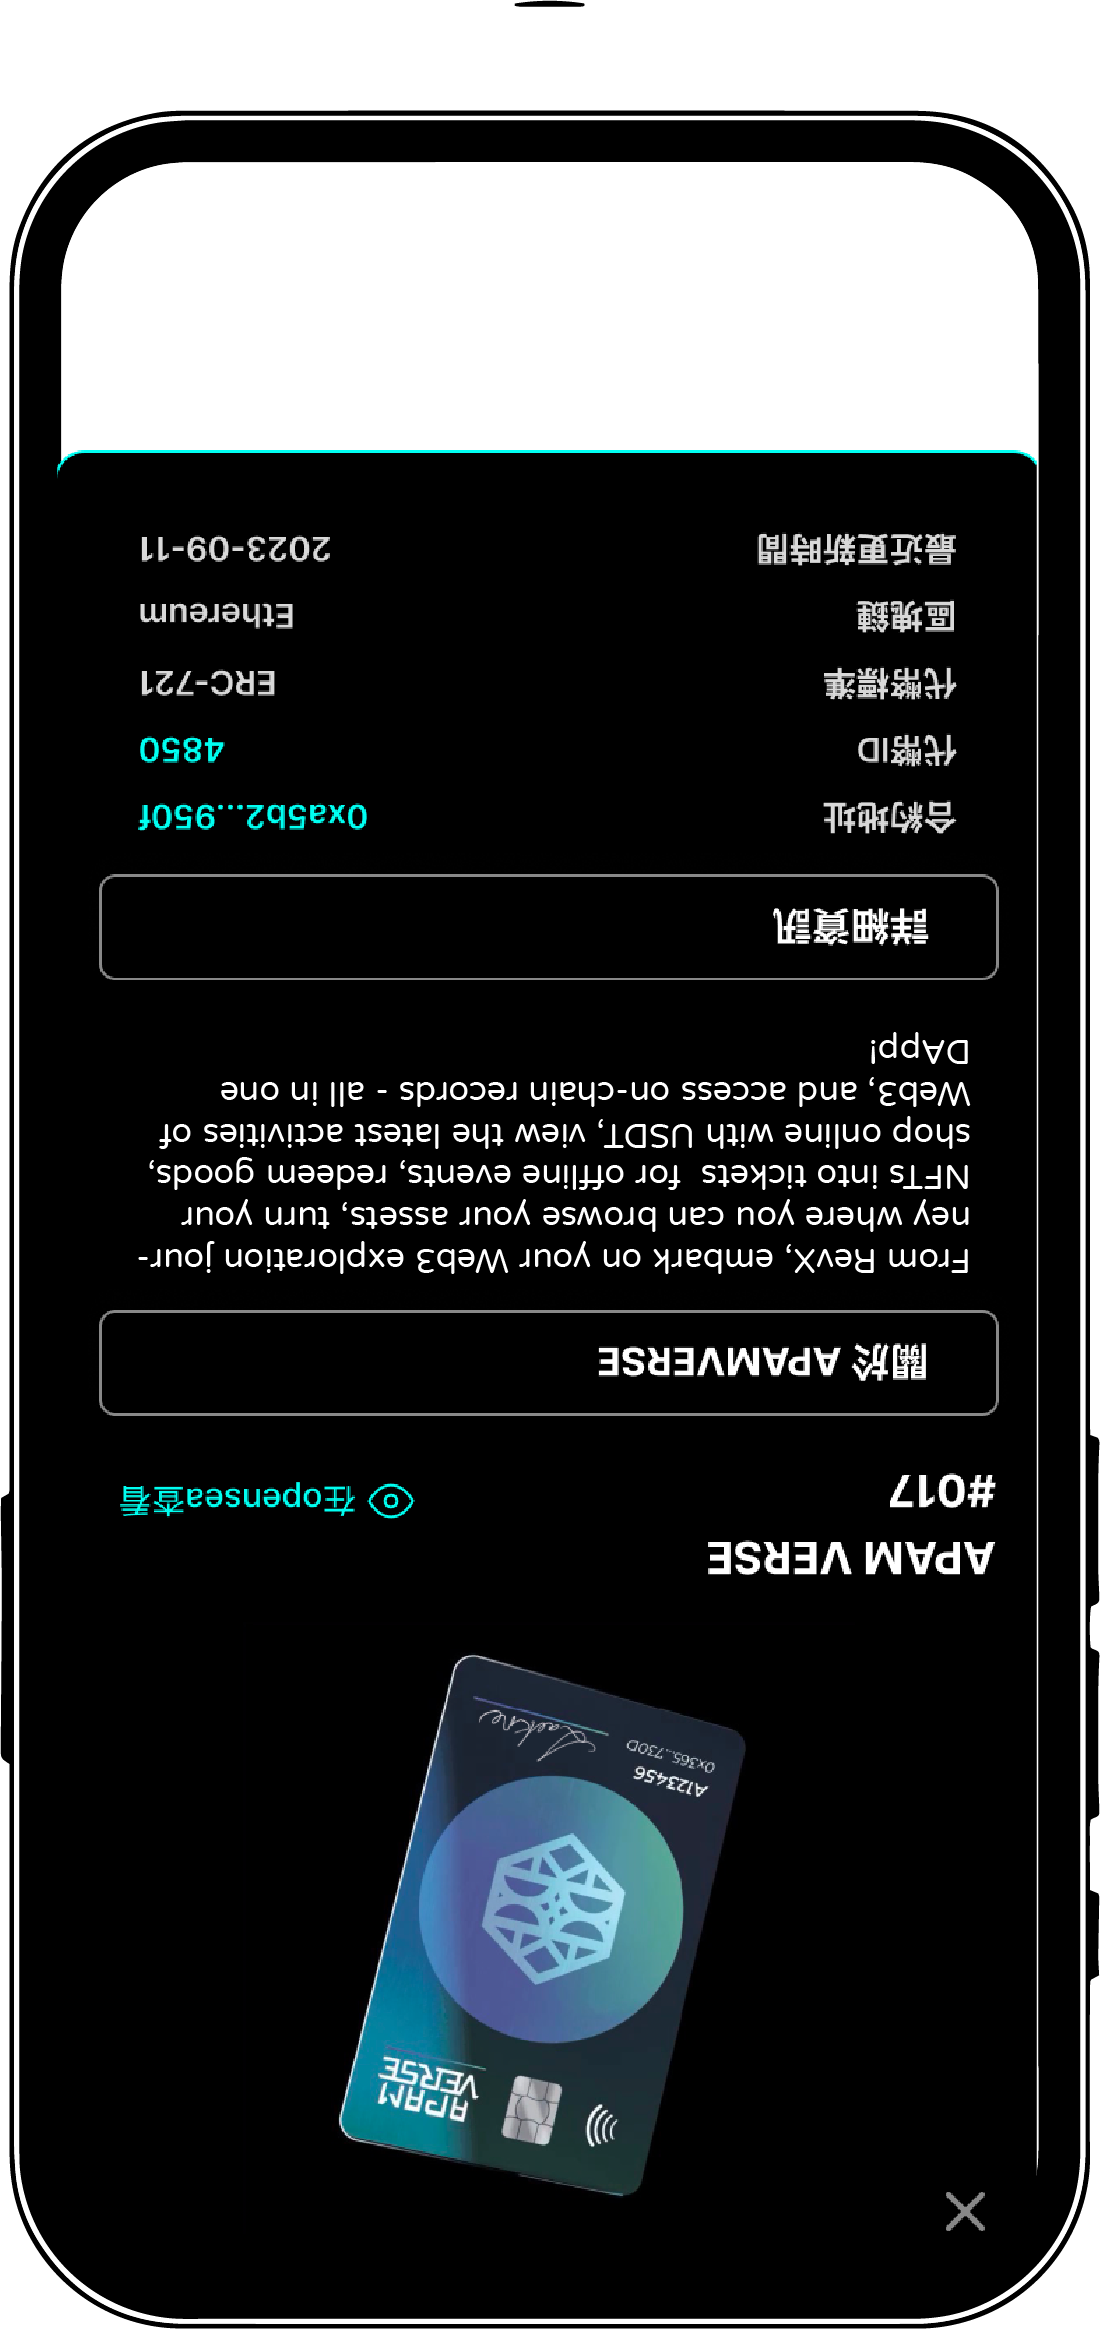 APAM
VERSE
A123456
0x365...730D
Jackne
APAM VERSE
#017
在opensea查看
關於 APAMVERSE
From RevX, embark on your Web3 exploration jour-
ney where you can browse your assets, turn your
NFTs into tickets  for offline events, redeem goods,
shop online with USDT, view the latest activities of
Web3, and access on-chain records - all in one
DApp!
詳細資訊
合約地址 0xa5b2...950f
代幣ID 4850
代幣標準 ERC-721
區塊鏈 Ethereum
最近更新時間 2023-09-11